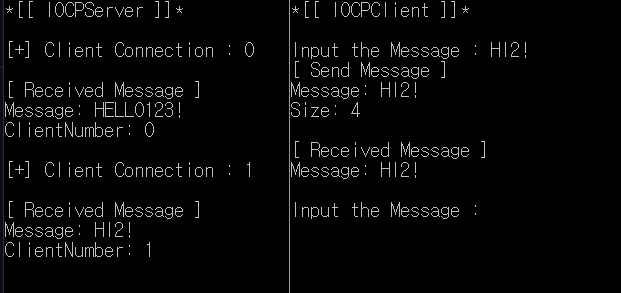 *[[ IOCPServer ]]*
[+] Client Connection : 0
[ Received Message ]
Message: HELLO123!
ClientNumber: 0
[+] Client Connection : 1
[ Received Message ]
Message: HI2!
ClientNumber: 1
*[[ IOCPClient ]]*
Input the Message : HI2!
[ Send Message ]
Message: HI2!
Size: 4
[ Received Message ]
Message: HI2!
Input the Message :